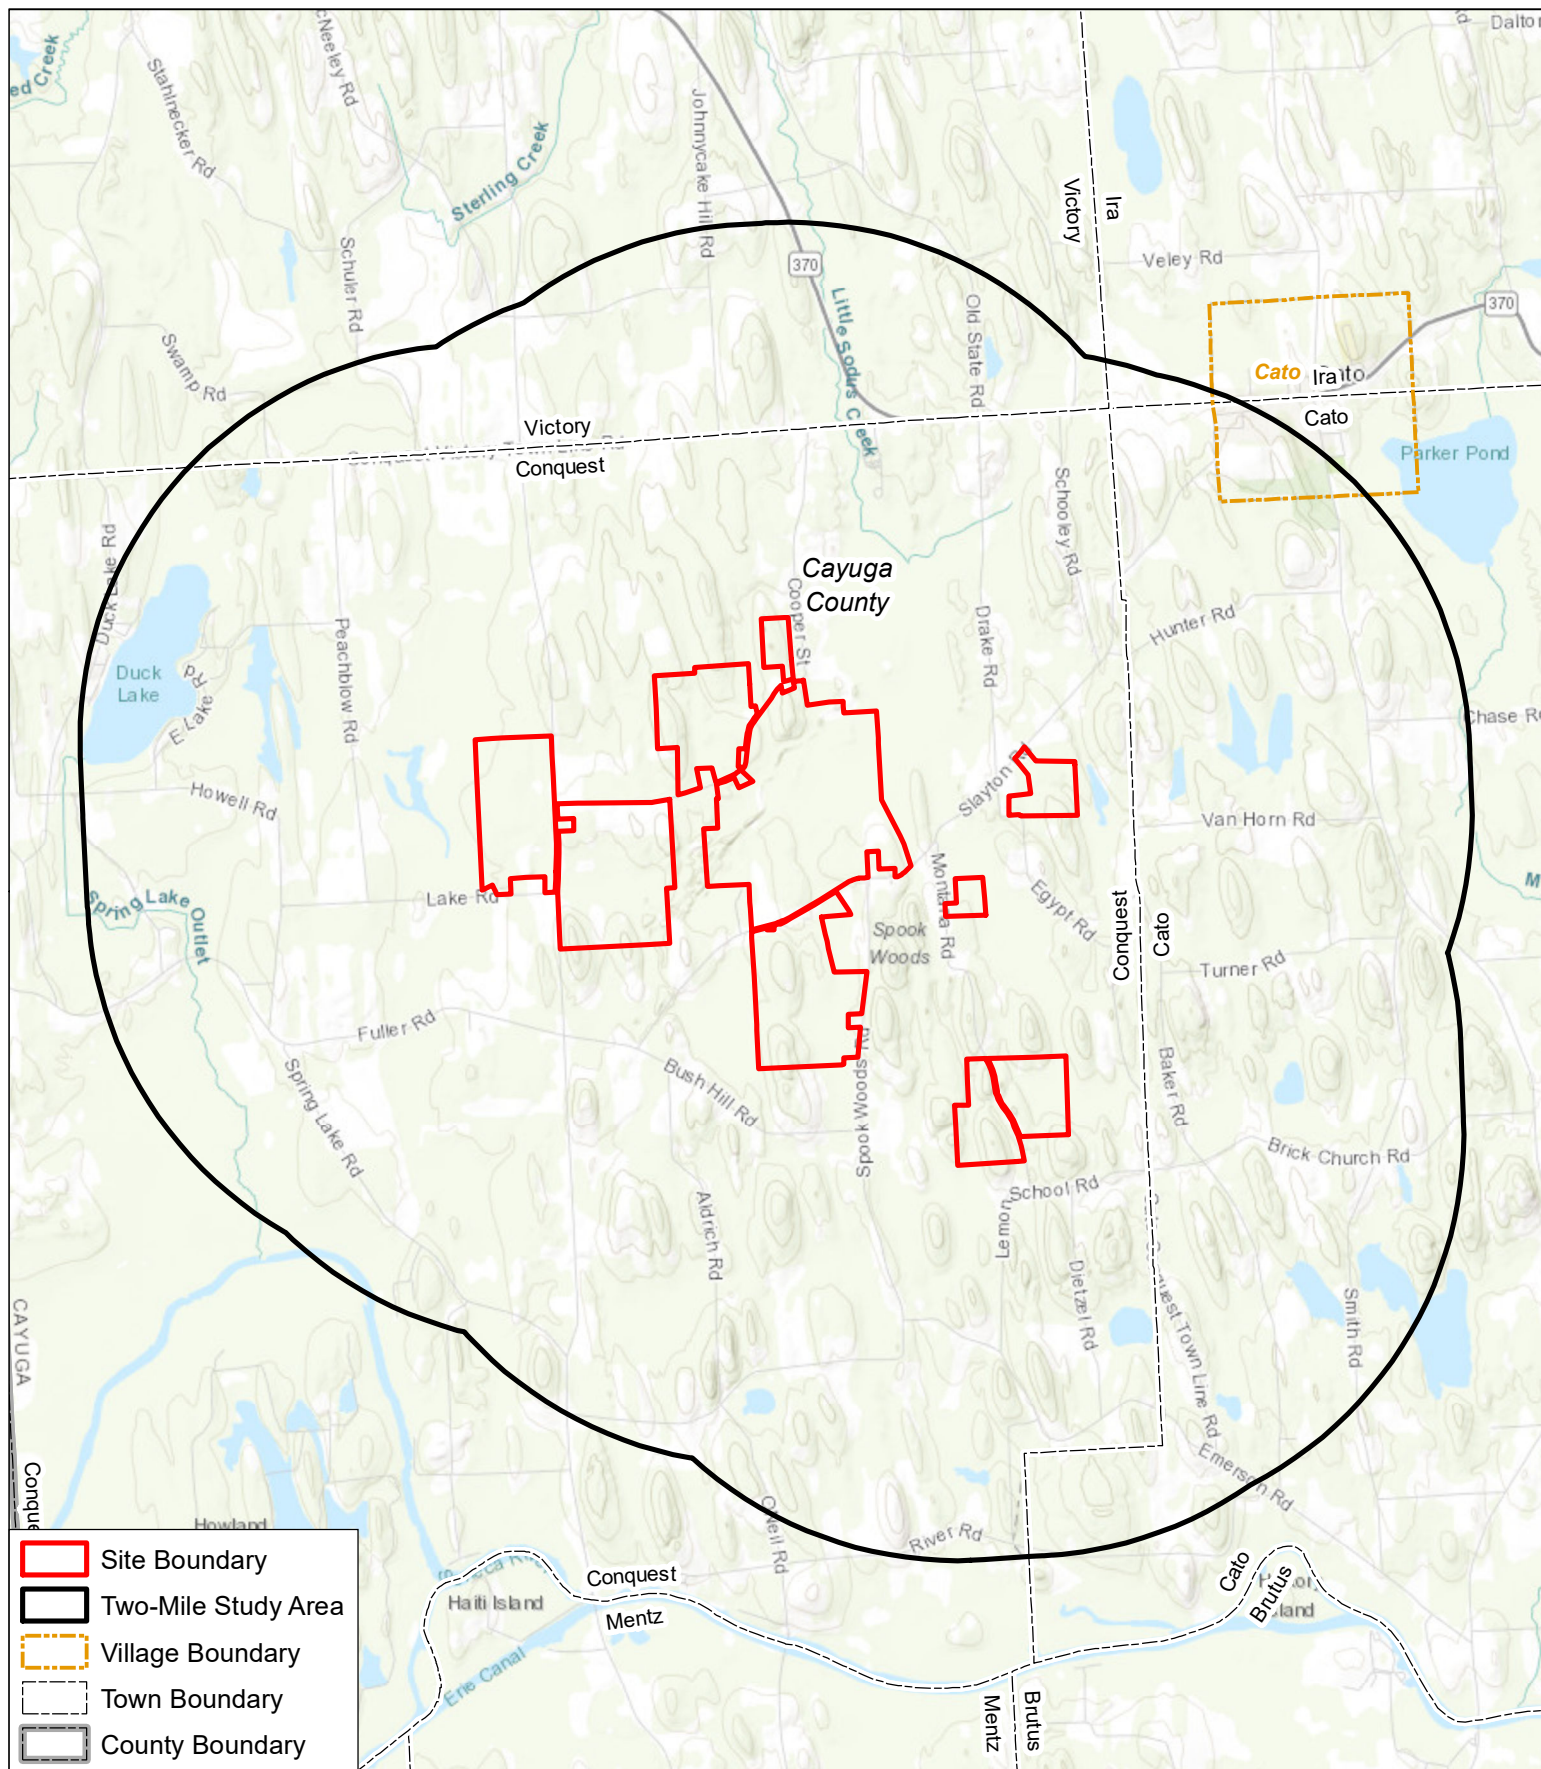 McNeeley Rd
Dalton
Stahlnecker Rd
Sterling Creek
Johnnycake Hill Rd
Victory
Ira
Veley Rd
370
370
Schuler Rd
Little Sodus Creek
Old State Rd
Swamp Rd
Cato
Ira
Cato
Victory
Conquest
Parker Pond
Duck Lake Rd
Schooley Rd
Cayuga
County
Cooper St
Hunter Rd
Drake Rd
Peachblow Rd
Duck
Lake
E Lake Rd
Chase Rd
Howell Rd
Slayton Rd
Van Horn Rd
Montana Rd
Egypt Rd
Lake Rd
Spring Lake Outlet
Spook
Woods
Conquest
Cato
Turner Rd
Fuller Rd
Spring Lake Rd
Bush Hill Rd
Spook Woods Rd
Baker Rd
Brick Church Rd
School Rd
Lemon
Aldrich Rd
Dietzel Rd
Smith Rd
CAYUGA
Town Line Rd
Emerson Rd
Howland
O'Neil Rd
River Rd
Conquest
Mentz
Haiti Island
Erie Canal
Cato
Brutus
Mentz
Brutus
Site Boundary
Two-Mile Study Area
Village Boundary
Town Boundary
County Boundary